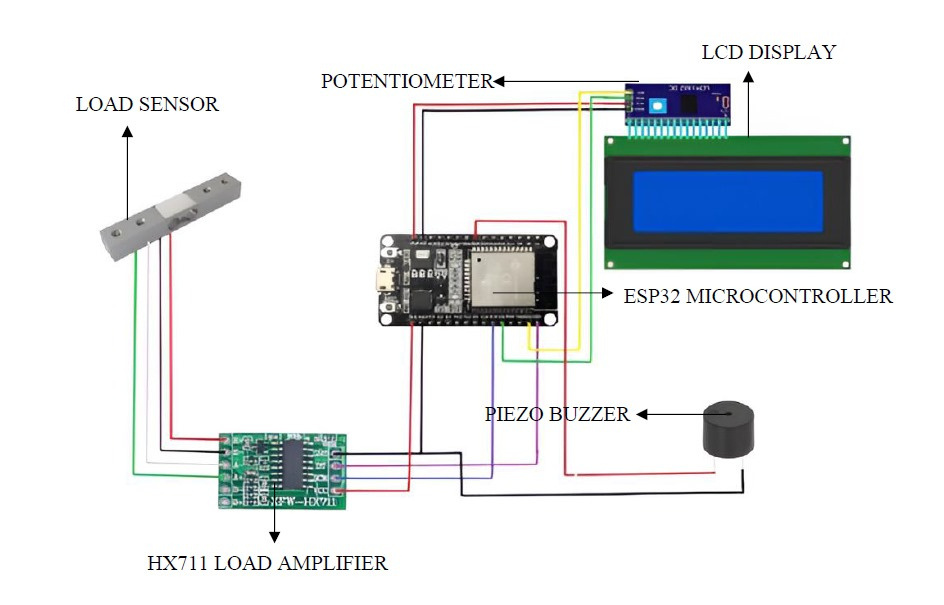 LCD DISPLAY
POTENTIOMETER
LOAD SENSOR
ESP32 MICROCONTROLLER
PIEZO BUZZER
HX711 LOAD AMPLIFIER